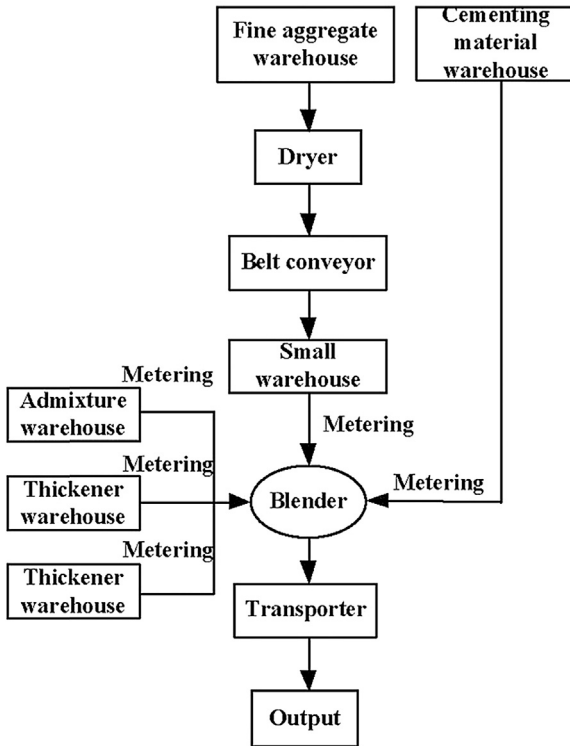 Fine aggregate
warehouse
Cementing
material
warehouse
Dryer
Belt conveyor
Small
warehouse
Metering
Admixture
warehouse
Metering
Metering
Thickener
warehouse
Blender
Metering
Metering
Thickener
warehouse
Transporter
Output